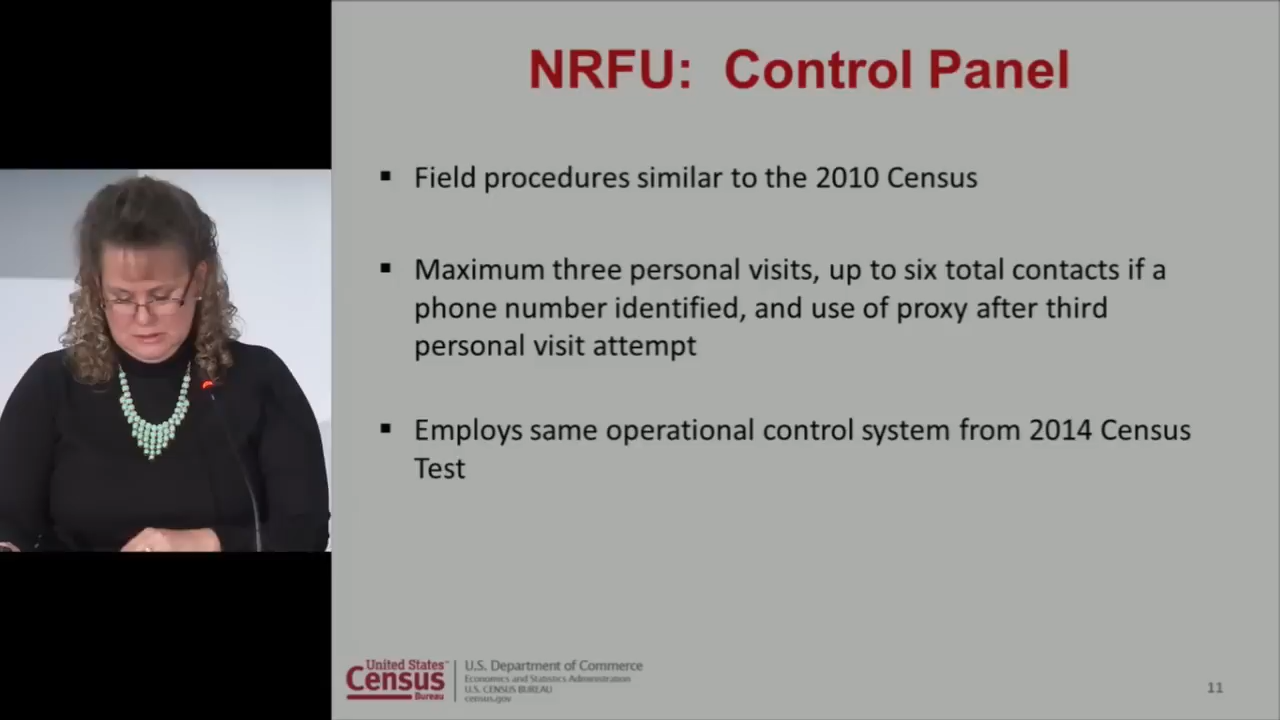 NRFU: Control Panel
▪ Field procedures similar to the 2010 Census
▪ Maximum three personal visits, up to six total contacts if a
phone number identified, and use of proxy after third
personal visit attempt
▪ Employs same operational control system from 2014 Census
Test
United States™
Census
Bureau
U.S. Department of Commerce
Economics and Statistics Administration
U.S. CENSUS BUREAU
census.gov
11